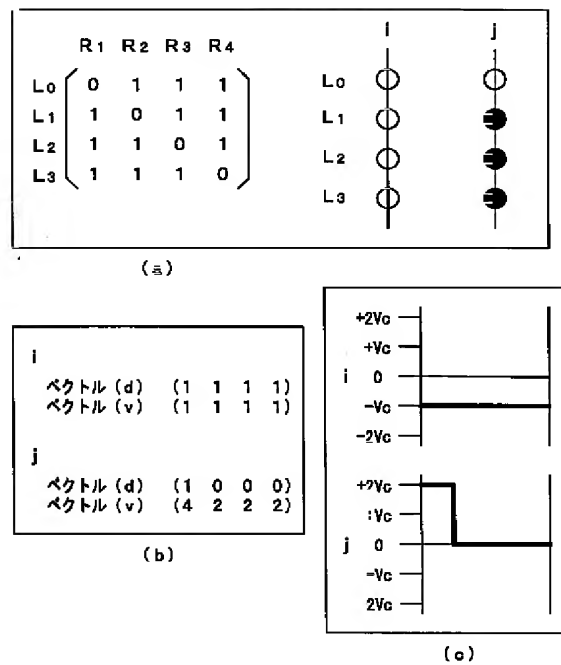 i j
R1 R2 R3 R4
L0 0 1 1 1 L0
L1 1 0 1 1 L1
L2 1 1 0 1 L2
L3 1 1 1 0 L3
(a)
i
ベクトル(d) (1 1 1 1)
ベクトル(v) (1 1 1 1)
j
ベクトル(d) (1 0 0 0)
ベクトル(v) (4 2 2 2)
(b)
+2Vc
+Vc
i 0
-Vc
-2Vc
+2Vc
+Vc
j 0
-Vc
2Vc
(c)